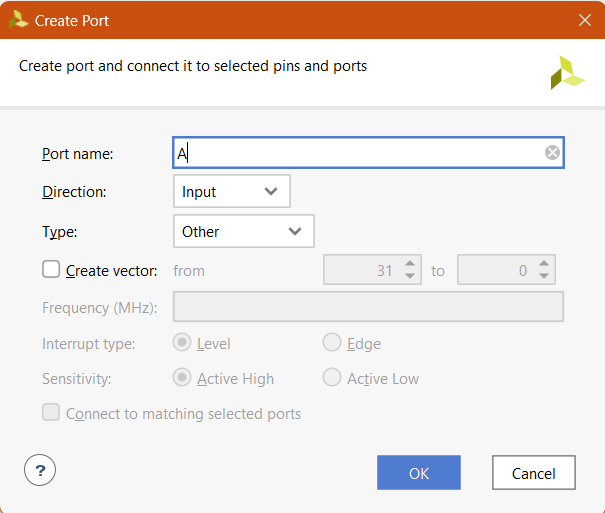 Create Port
Create port and connect it to selected pins and ports
Port name: A
Direction: Input
Type: Other
Create vector: from 31 to 0
Frequency (MHz):
Interrupt type: Level Edge
Sensitivity: Active High Active Low
Connect to matching selected ports
? OK Cancel